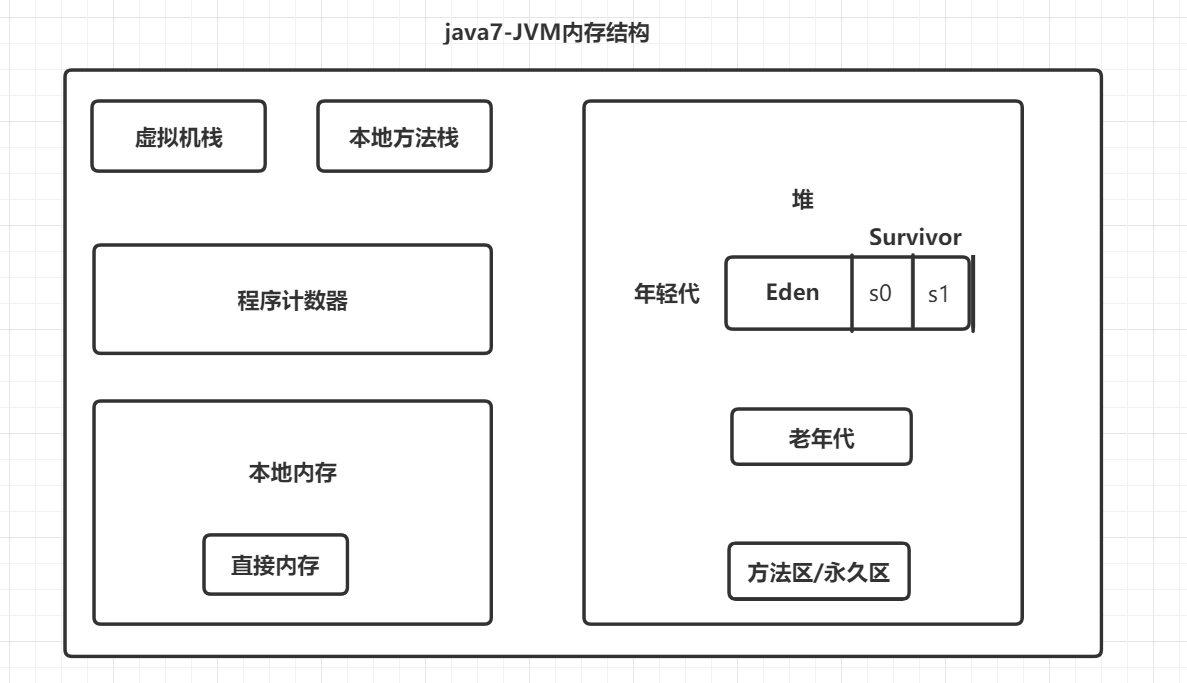 java7-JVM内存结构
虚拟机栈
本地方法栈
程序计数器
本地内存
直接内存
堆
Survivor
年轻代
Eden
s0
s1
老年代
方法区/永久区